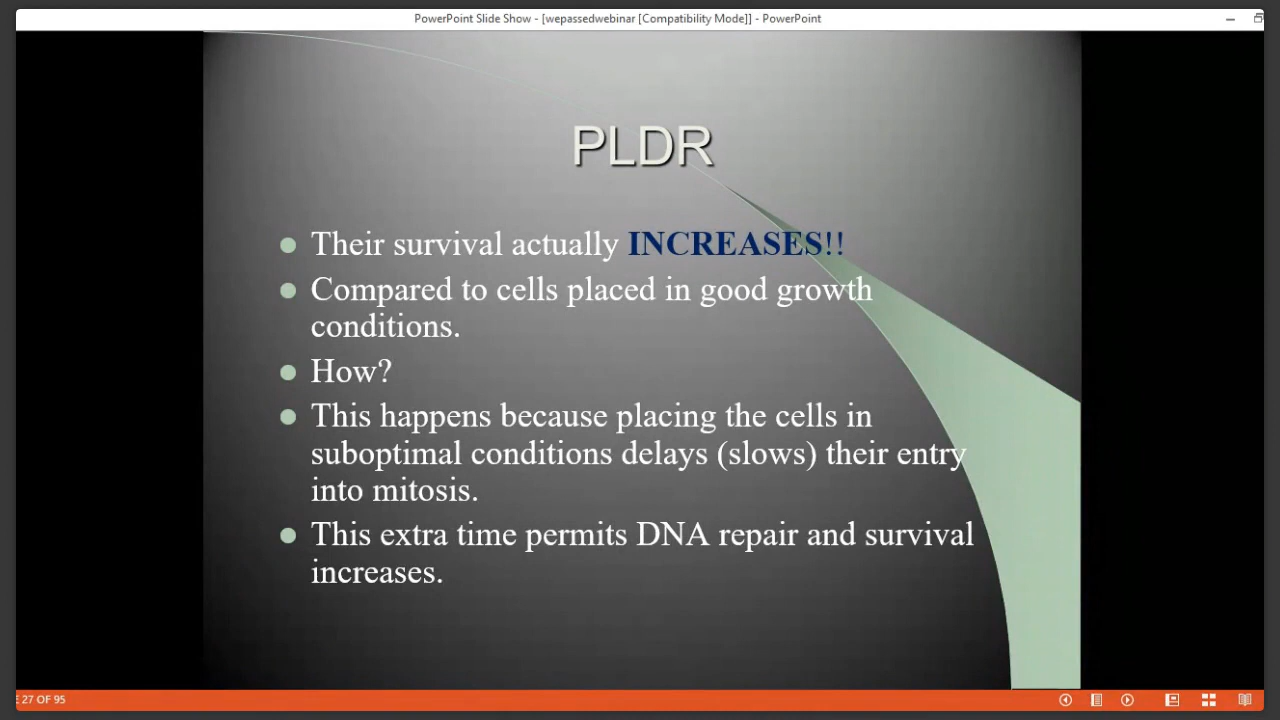 PowerPoint Slide Show - [wepassedwebinar [Compatibility Mode]] - PowerPoint
PLDR
Their survival actually INCREASES!!
Compared to cells placed in good growth
conditions.
How?
This happens because placing the cells in
suboptimal conditions delays (slows) their entry
into mitosis.
This extra time permits DNA repair and survival
increases.
E 27 OF 95